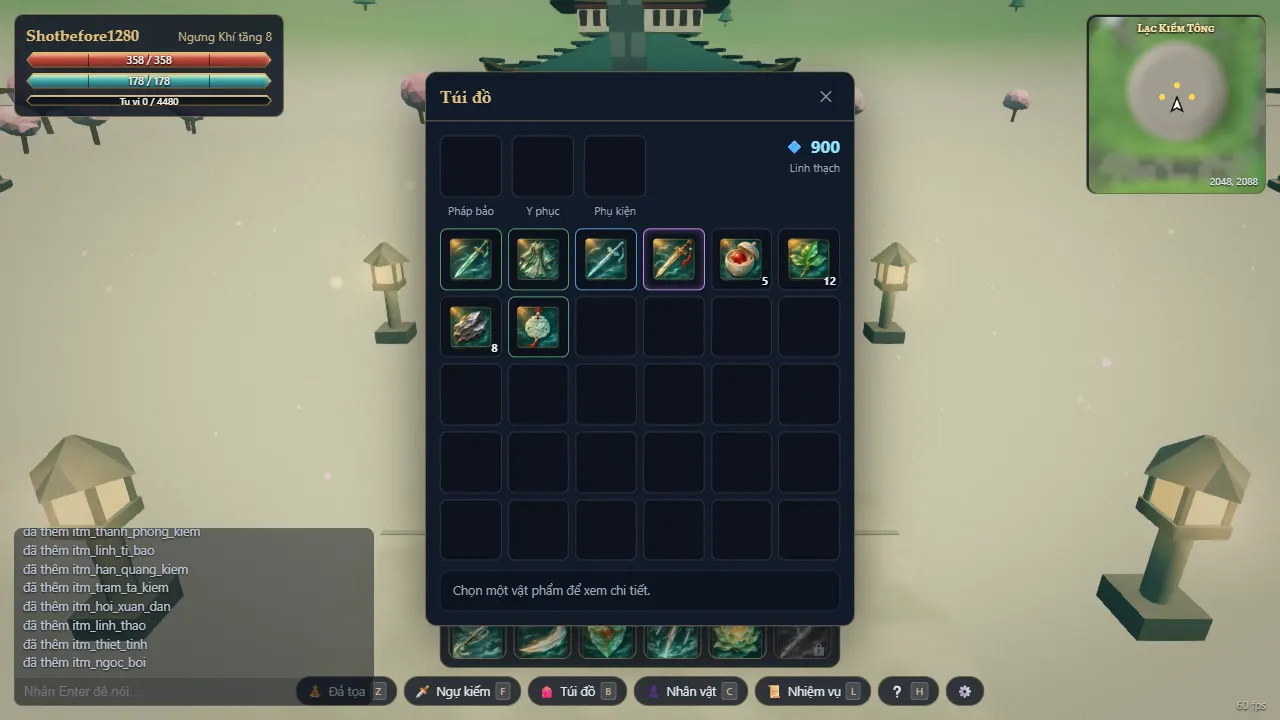 Shotbefore1280
Ngưng Khí tầng 8
358 / 358
178 / 178
Tu vi 0 / 4480
Lạc Kiếm Tông
2048, 2088
Túi đồ
900
Linh thạch
Pháp bảo
Y phục
Phụ kiện
5
12
8
Chọn một vật phẩm để xem chi tiết.
đã thêm itm_thanh_phong_kiem
đã thêm itm_linh_ti_bao
đã thêm itm_han_quang_kiem
đã thêm itm_tram_ta_kiem
đã thêm itm_hoi_xuan_dan
đã thêm itm_linh_thao
đã thêm itm_thiet_tinh
đã thêm itm_ngoc_boi
Nhấn Enter để nói...
Đả tọa Z
Ngự kiếm F
Túi đồ B
Nhân vật C
Nhiệm vụ L
? H
60 fps